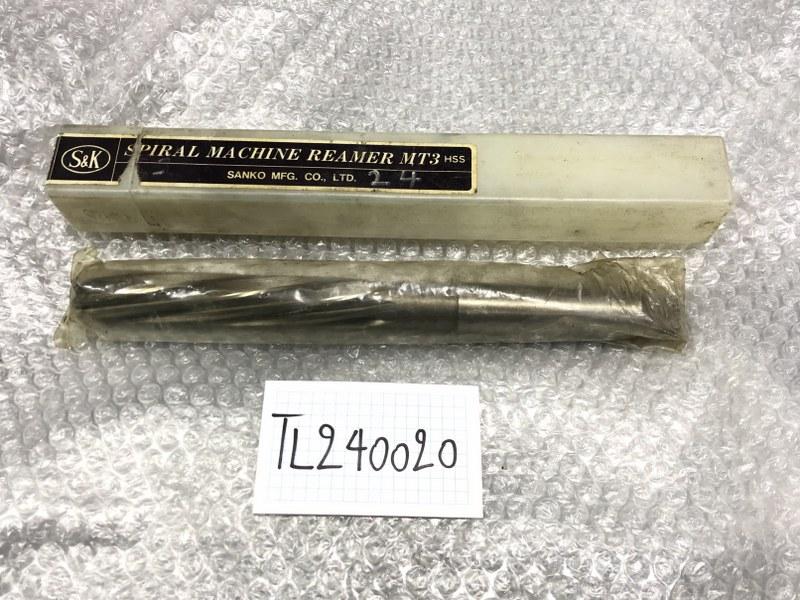 S&K
SPIRAL MACHINE REAMER MT3 HSS
SANKO MFG. CO., LTD. 24
TL240020